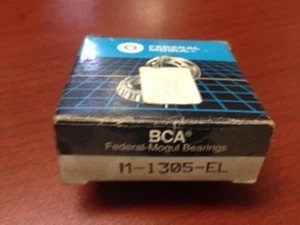 FEDERAL
MOGUL®
BCA®
Federal-Mogul Bearings
M-1305-EL